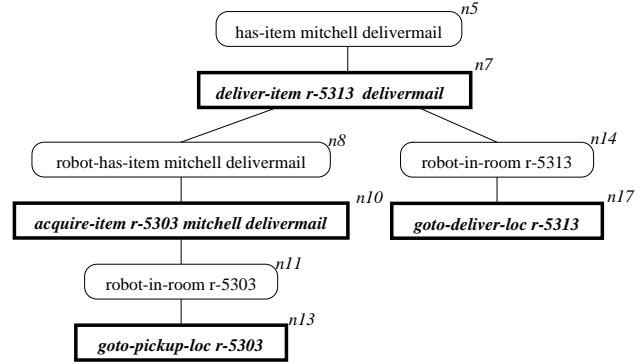 n5
has-item mitchell delivermail
n7
deliver-item r-5313 delivermail
n8
robot-has-item mitchell delivermail
n14
robot-in-room r-5313
n10
acquire-item r-5303 mitchell delivermail
n17
goto-deliver-loc r-5313
n11
robot-in-room r-5303
n13
goto-pickup-loc r-5303